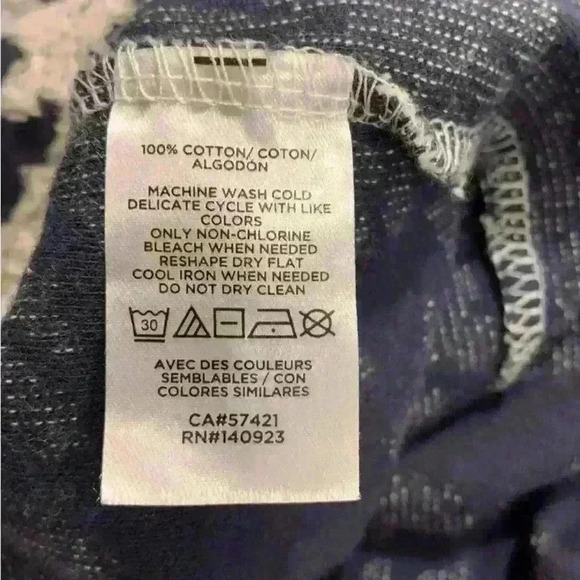 100% COTTON/ COTON/
ALGODÓN
MACHINE WASH COLD
DELICATE CYCLE WITH LIKE
COLORS
ONLY NON-CHLORINE
BLEACH WHEN NEEDED
RESHAPE DRY FLAT
COOL IRON WHEN NEEDED
DO NOT DRY CLEAN
30
AVEC DES COULEURS
SEMBLABLES / CON
COLORES SIMILARES
CA#57421
RN#140923